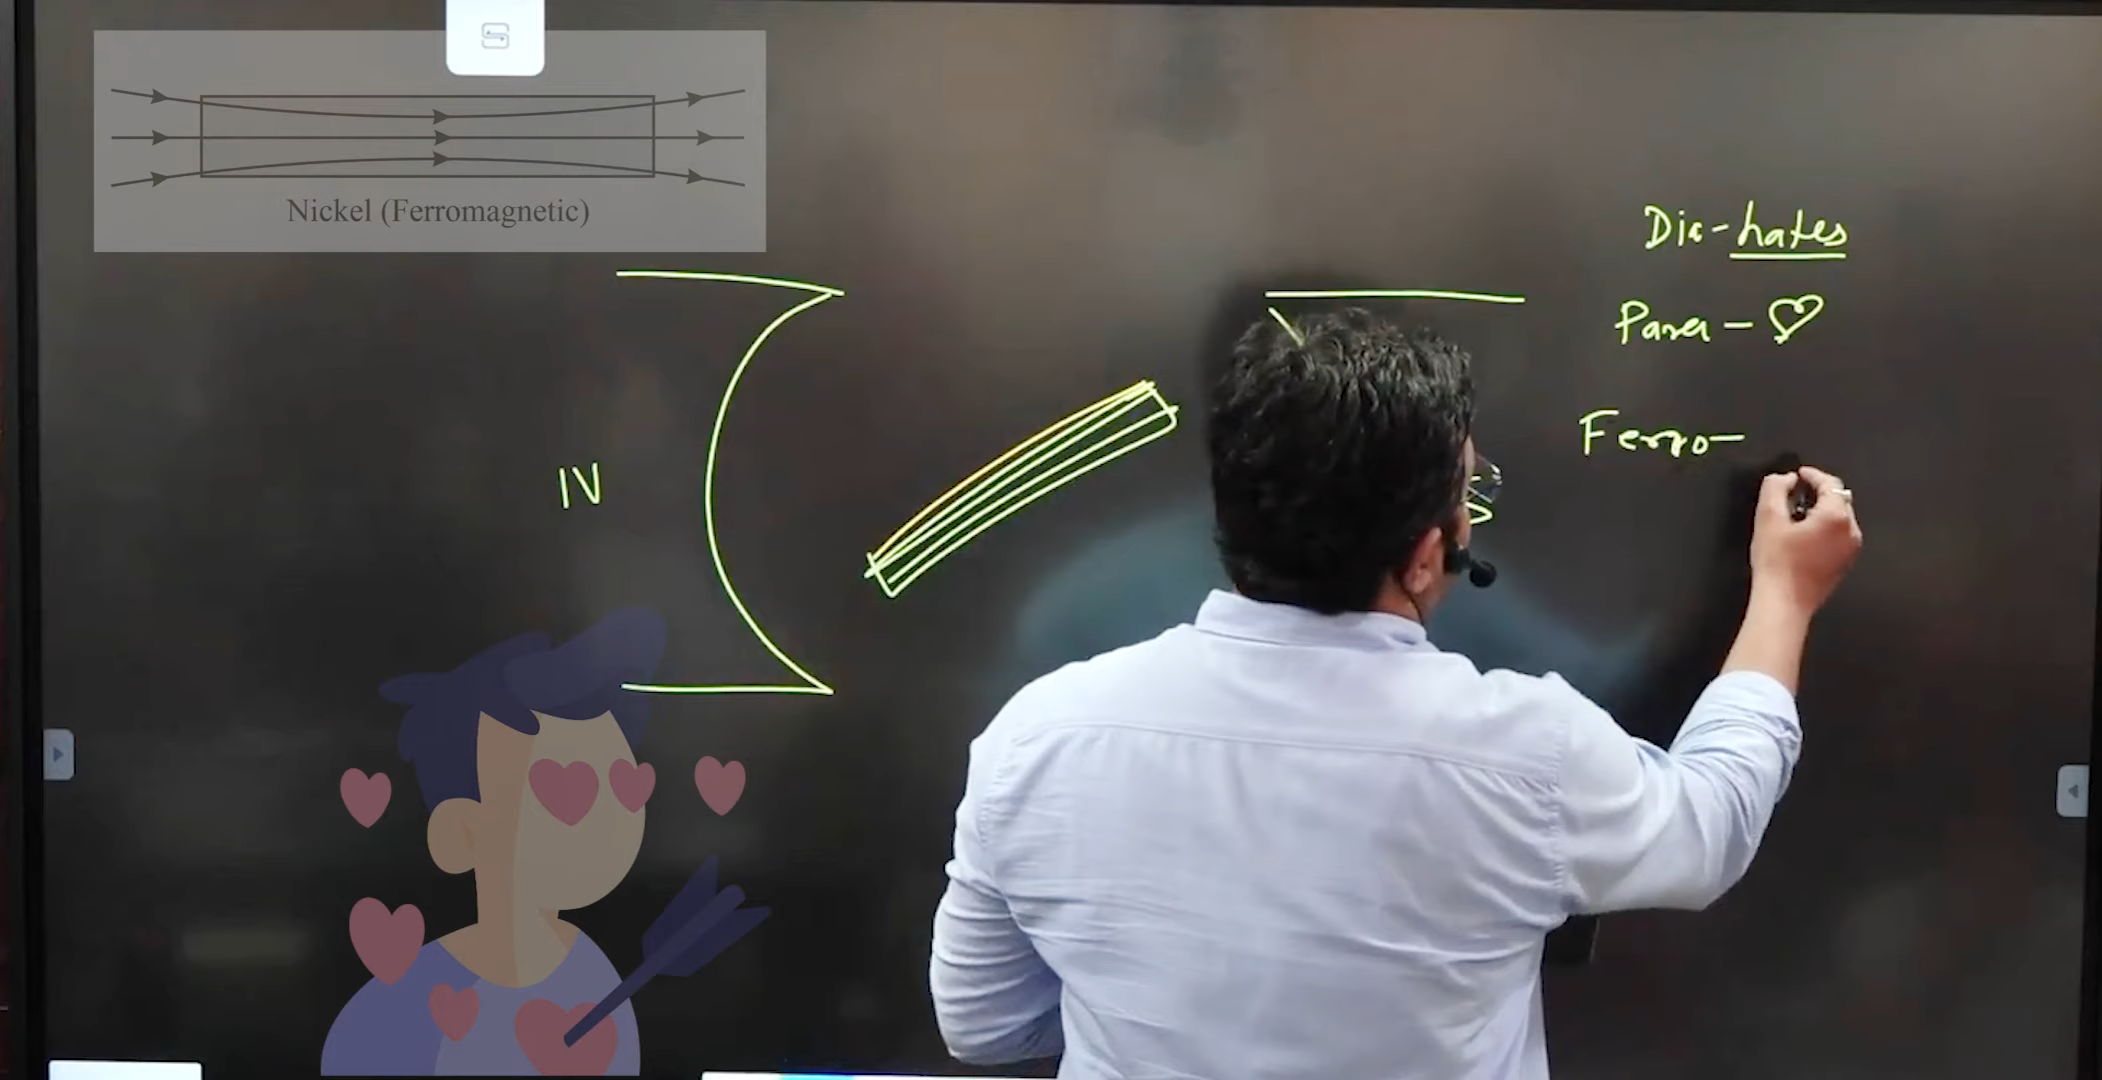 Nickel (Ferromagnetic)
Dia-hates
Para-♡
Ferro-
IV
S